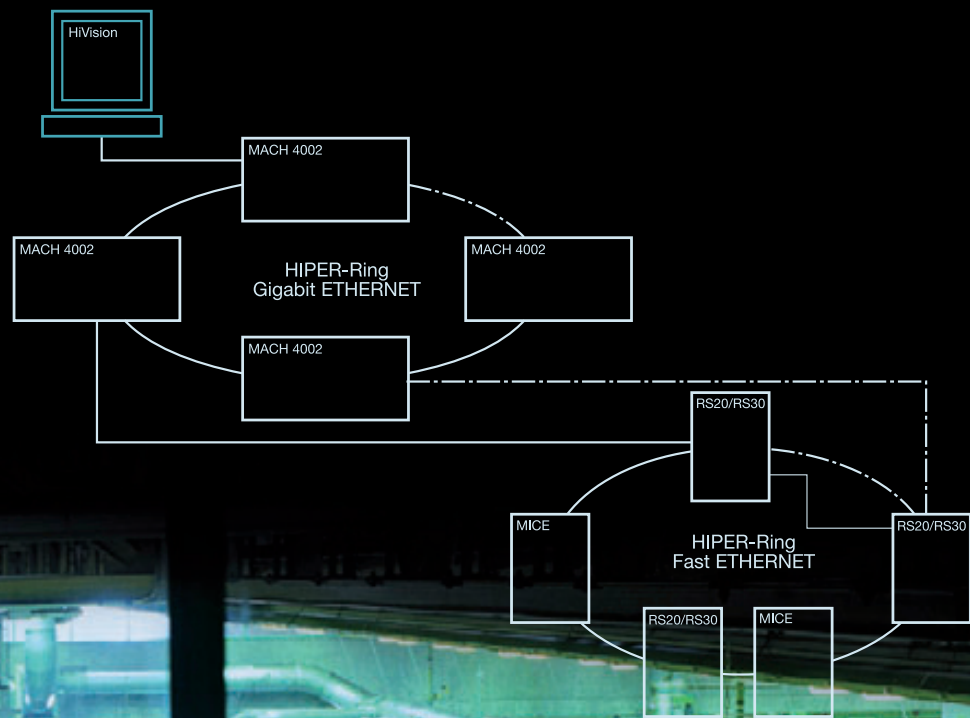 HiVision
MACH 4002
MACH 4002
MACH 4002
HIPER-Ring
Gigabit ETHERNET
MACH 4002
RS20/RS30
MICE
RS20/RS30
HIPER-Ring
Fast ETHERNET
RS20/RS30
MICE